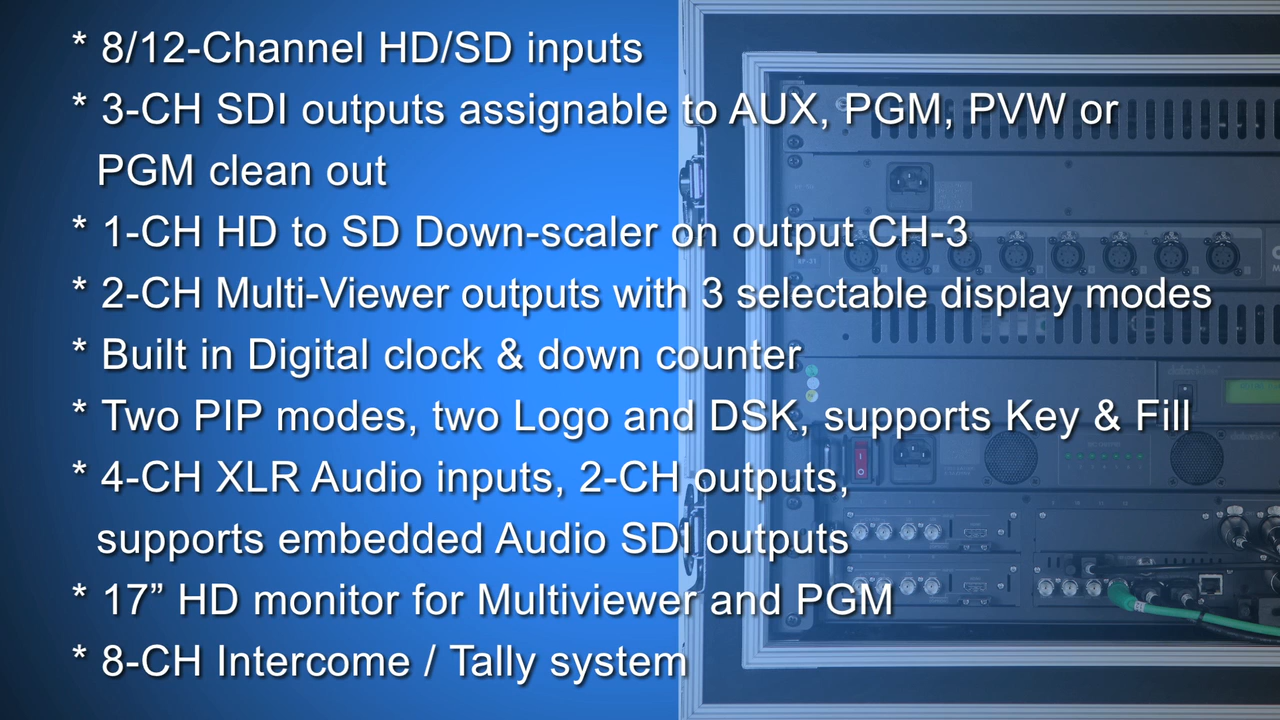 * 8/12-Channel HD/SD inputs
* 3-CH SDI outputs assignable to AUX, PGM, PVW or
PGM clean out
* 1-CH HD to SD Down-scaler on output CH-3
* 2-CH Multi-Viewer outputs with 3 selectable display modes
* Built in Digital clock & down counter
* Two PIP modes, two Logo and DSK, supports Key & Fill
* 4-CH XLR Audio inputs, 2-CH outputs,
supports embedded Audio SDI outputs
* 17” HD monitor for Multiviewer and PGM
* 8-CH Intercome / Tally system
datavideo
datavideo